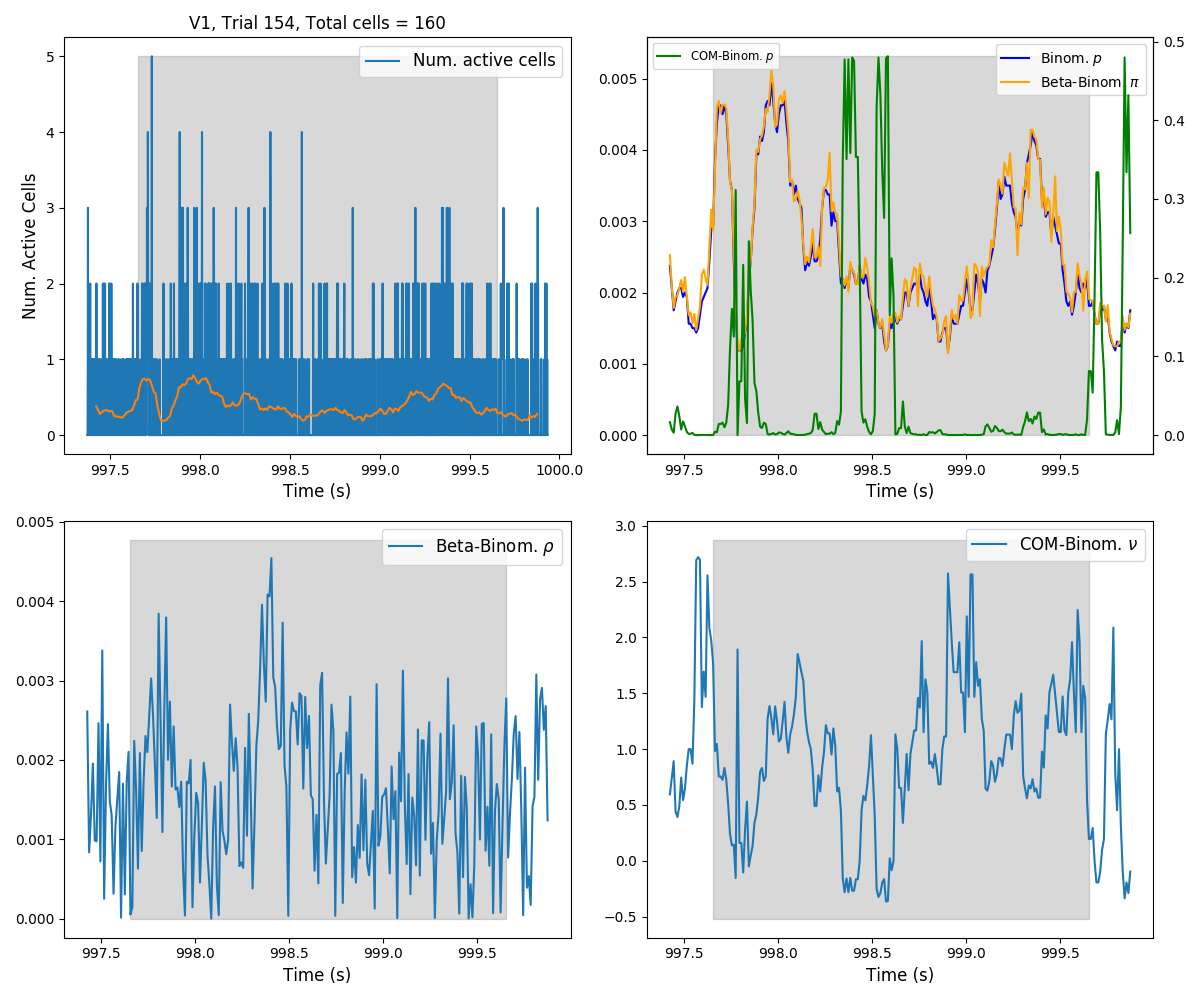 V1, Trial 154, Total cells = 160
Num. active cells
Num. Active Cells
5
4
3
2
1
0
997.5 998.0 998.5 999.0 999.5 1000.0
Time (s)
COM-Binom. p
Binom. p
Beta-Binom. π
0.005
0.004
0.003
0.002
0.001
0.000
0.5
0.4
0.3
0.2
0.1
0.0
997.5 998.0 998.5 999.0 999.5
Time (s)
Beta-Binom. ρ
0.005
0.004
0.003
0.002
0.001
0.000
997.5 998.0 998.5 999.0 999.5
Time (s)
COM-Binom. ν
3.0
2.5
2.0
1.5
1.0
0.5
0.0
−0.5
997.5 998.0 998.5 999.0 999.5
Time (s)